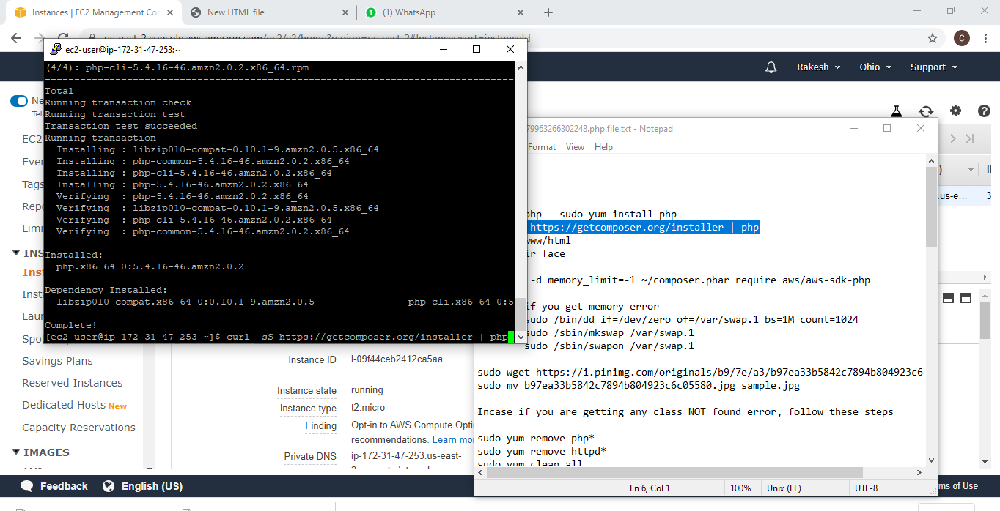 Instances | EC2 Management Con
New HTML file
(1) WhatsApp
us-east-2.console.aws.amazon.com/ec2/v2/home?region=us-east-2#Instances:sort=instanceId
C
ec2-user@ip-172-31-47-253:~
(4/4): php-cli-5.4.16-46.amzn2.0.2.x86_64.rpm
--------------------------------------------------------------------------------
Total
Running transaction check
Running transaction test
Transaction test succeeded
Running transaction
Installing : libzip010-compat-0.10.1-9.amzn2.0.5.x86_64
Installing : php-common-5.4.16-46.amzn2.0.2.x86_64
Installing : php-cli-5.4.16-46.amzn2.0.2.x86_64
Installing : php-5.4.16-46.amzn2.0.2.x86_64
Verifying : php-5.4.16-46.amzn2.0.2.x86_64
Verifying : libzip010-compat-0.10.1-9.amzn2.0.5.x86_64
Verifying : php-cli-5.4.16-46.amzn2.0.2.x86_64
Verifying : php-common-5.4.16-46.amzn2.0.2.x86_64
Installed:
php.x86_64 0:5.4.16-46.amzn2.0.2
Dependency Installed:
libzip010-compat.x86_64 0:0.10.1-9.amzn2.0.5 php-cli.x86_64 0:5
Complete!
[ec2-user@ip-172-31-47-253 ~]$ curl -sS https://getcomposer.org/installer | php
Rakesh
Ohio
Support
Ne
Tell
EC2
Even
Tags
Repo
Limi
INS
Inst
Inst
Laun
Spot
Savings Plans
Reserved Instances
Dedicated Hosts New
Capacity Reservations
IMAGES
Instance ID i-09f44ceb2412ca5aa
Instance state running
Instance type t2.micro
Finding Opt-in to AWS Compute Opti
recommendations. Learn mor
Private DNS ip-172-31-47-253.us-east-
79963266302248.php.file.txt - Notepad
Format View Help
php - sudo yum install php
https://getcomposer.org/installer | php
www/html
ir face
-d memory_limit=-1 ~/composer.phar require aws/aws-sdk-php
if you get memory error -
sudo /bin/dd if=/dev/zero of=/var/swap.1 bs=1M count=1024
sudo /sbin/mkswap /var/swap.1
sudo /sbin/swapon /var/swap.1
sudo wget https://i.pinimg.com/originals/b9/7e/a3/b97ea33b5842c7894b804923c6
sudo mv b97ea33b5842c7894b804923c6c05580.jpg sample.jpg
Incase if you are getting any class NOT found error, follow these steps
sudo yum remove php*
sudo yum remove httpd*
sudo yum clean all
Ln 6, Col 1
100%
Unix (LF)
UTF-8
.us-e...
3
Feedback
English (US)
ms of Use